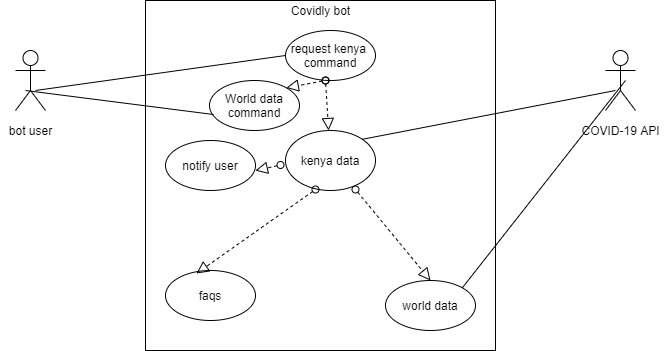 Covidly bot
request kenya
command
World data
command
bot user
COVID-19 API
notify user
kenya data
faqs
world data